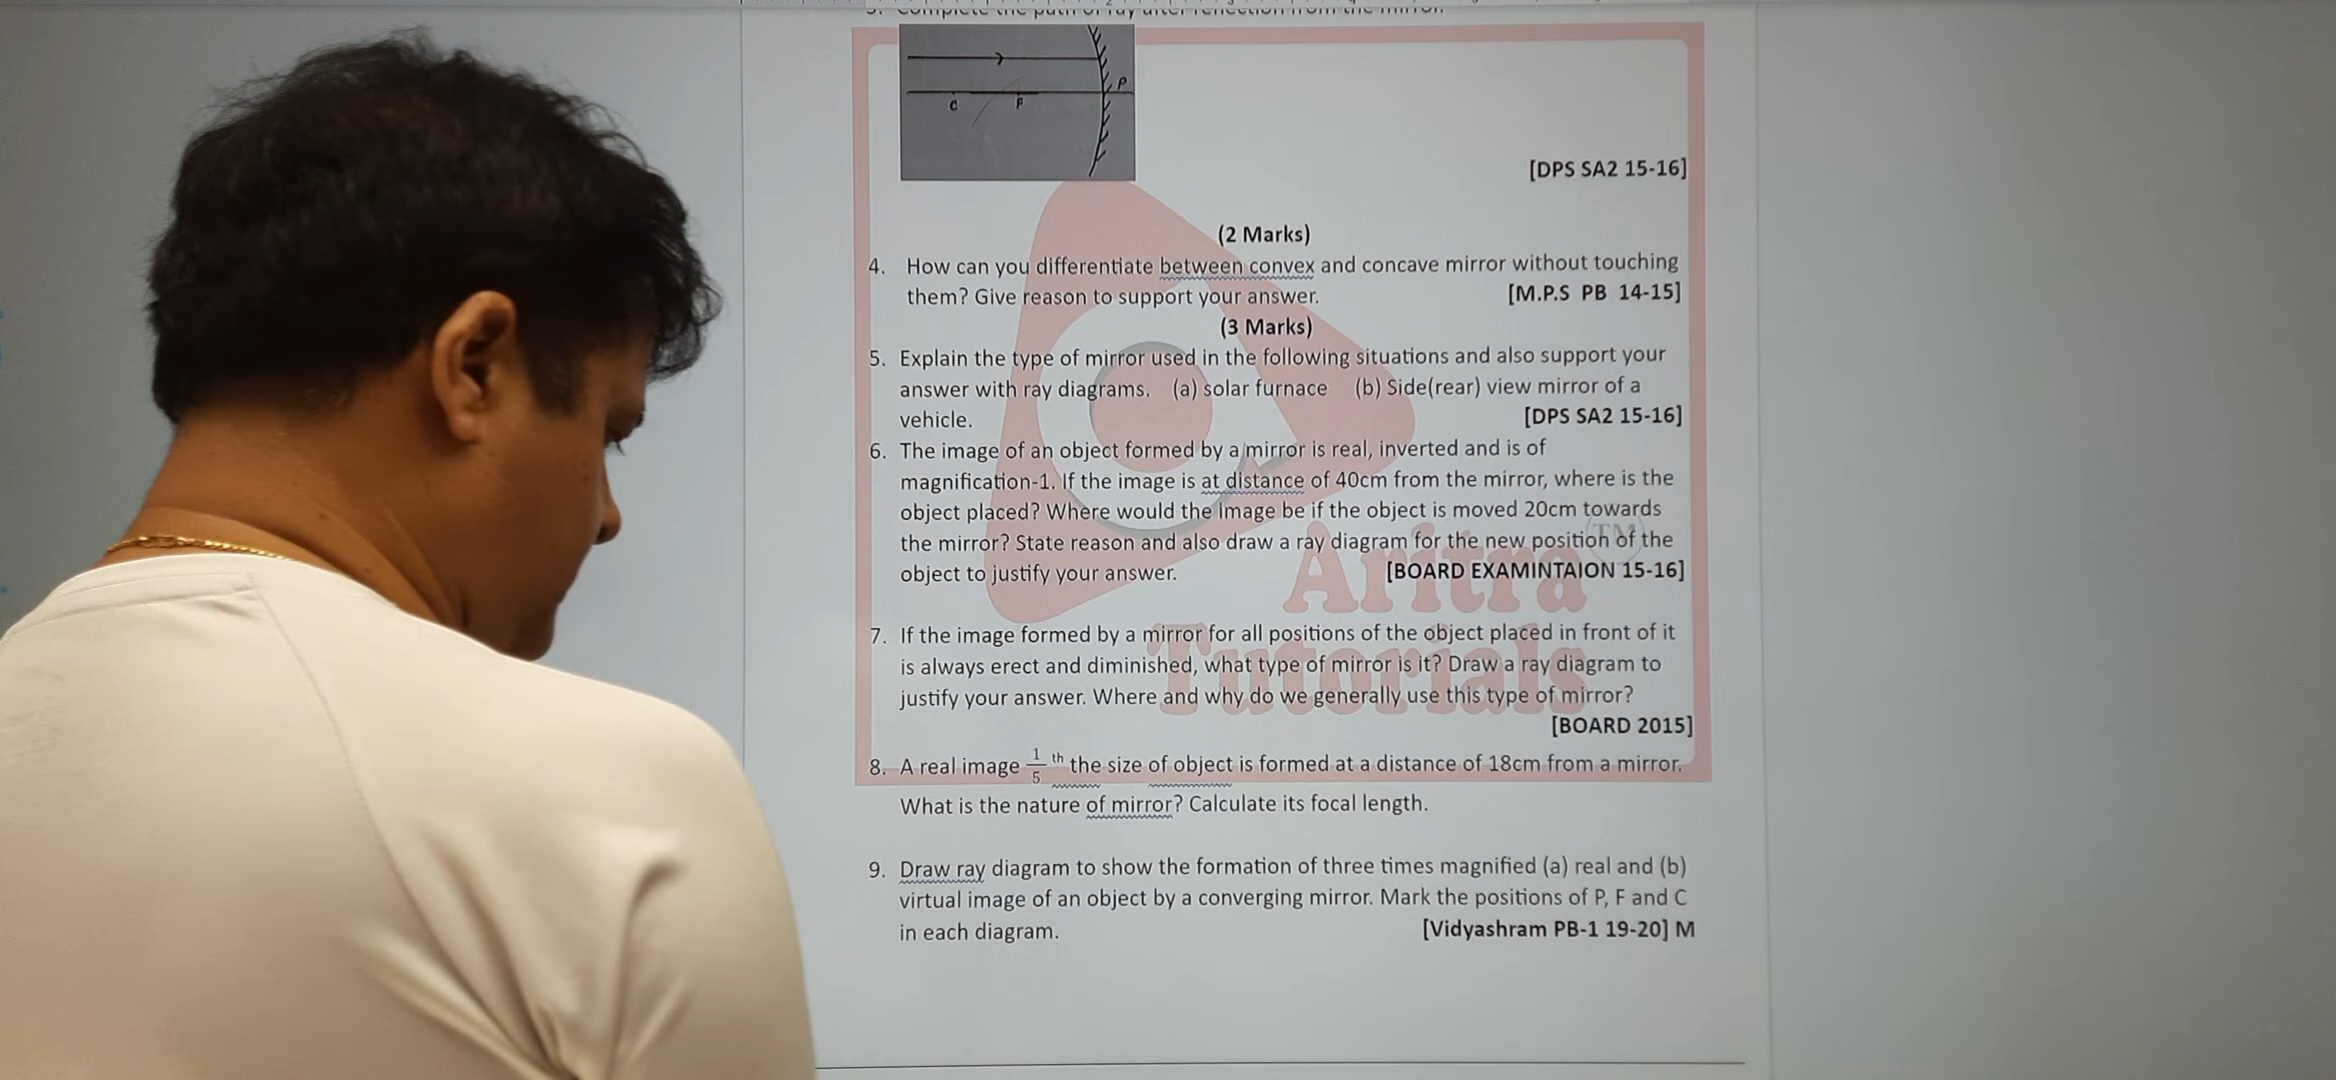 3. Complete the path of ray after reflection from the mirror.
C F P
[DPS SA2 15-16]
(2 Marks)
4. How can you differentiate between convex and concave mirror without touching
them? Give reason to support your answer. [M.P.S PB 14-15]
(3 Marks)
5. Explain the type of mirror used in the following situations and also support your
answer with ray diagrams. (a) solar furnace (b) Side(rear) view mirror of a
vehicle. [DPS SA2 15-16]
6. The image of an object formed by a mirror is real, inverted and is of
magnification-1. If the image is at distance of 40cm from the mirror, where is the
object placed? Where would the image be if the object is moved 20cm towards
the mirror? State reason and also draw a ray diagram for the new position of the
object to justify your answer. [BOARD EXAMINTAION 15-16]
7. If the image formed by a mirror for all positions of the object placed in front of it
is always erect and diminished, what type of mirror is it? Draw a ray diagram to
justify your answer. Where and why do we generally use this type of mirror?
[BOARD 2015]
8. A real image 1/5 th the size of object is formed at a distance of 18cm from a mirror.
What is the nature of mirror? Calculate its focal length.
9. Draw ray diagram to show the formation of three times magnified (a) real and (b)
virtual image of an object by a converging mirror. Mark the positions of P, F and C
in each diagram. [Vidyashram PB-1 19-20] M
Aritra TM
Tutorials